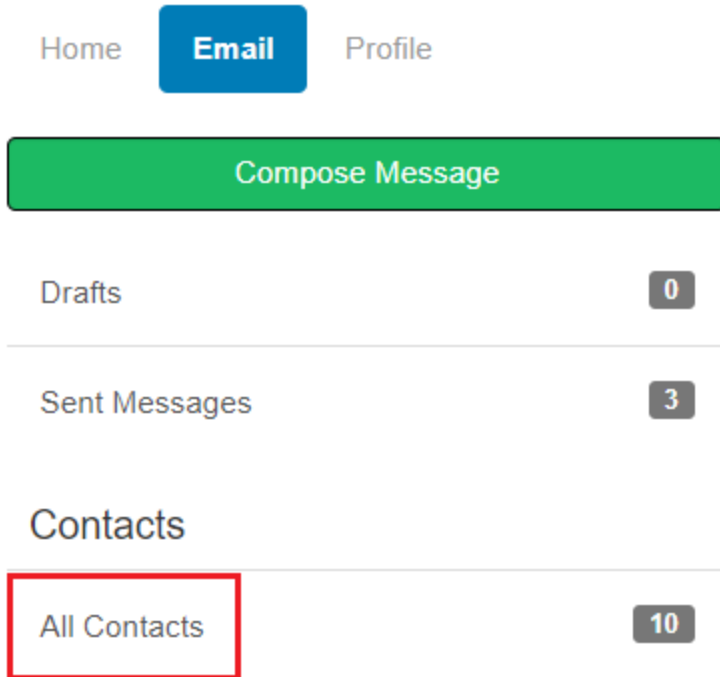 Home Email Profile
Compose Message
Drafts 0
Sent Messages 3
Contacts
All Contacts 10